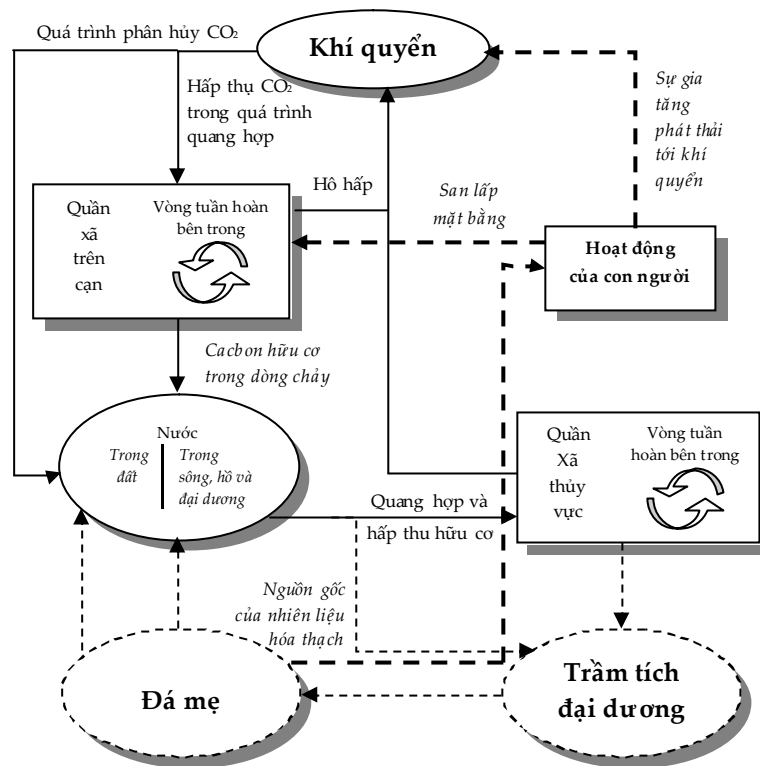 Quá trình phân hủy CO₂
Khí quyển
Hấp thụ CO₂
trong quá trình
quang hợp
Sự gia
tăng
phát thải
tới khí
quyển
Hô hấp
San lấp
mặt bằng
Quần
xã
trên
cạn
Vòng tuần hoàn
bên trong
Hoạt động
của con người
Cacbon hữu cơ
trong dòng chảy
Nước
Trong
đất
Trong
sông, hồ và
đại dương
Quần
Xã
thủy
vực
Vòng tuần
hoàn bên trong
Quang hợp và
hấp thu hữu cơ
Nguồn gốc
của nhiên liệu
hóa thạch
Đá mẹ
Trầm tích
đại dương